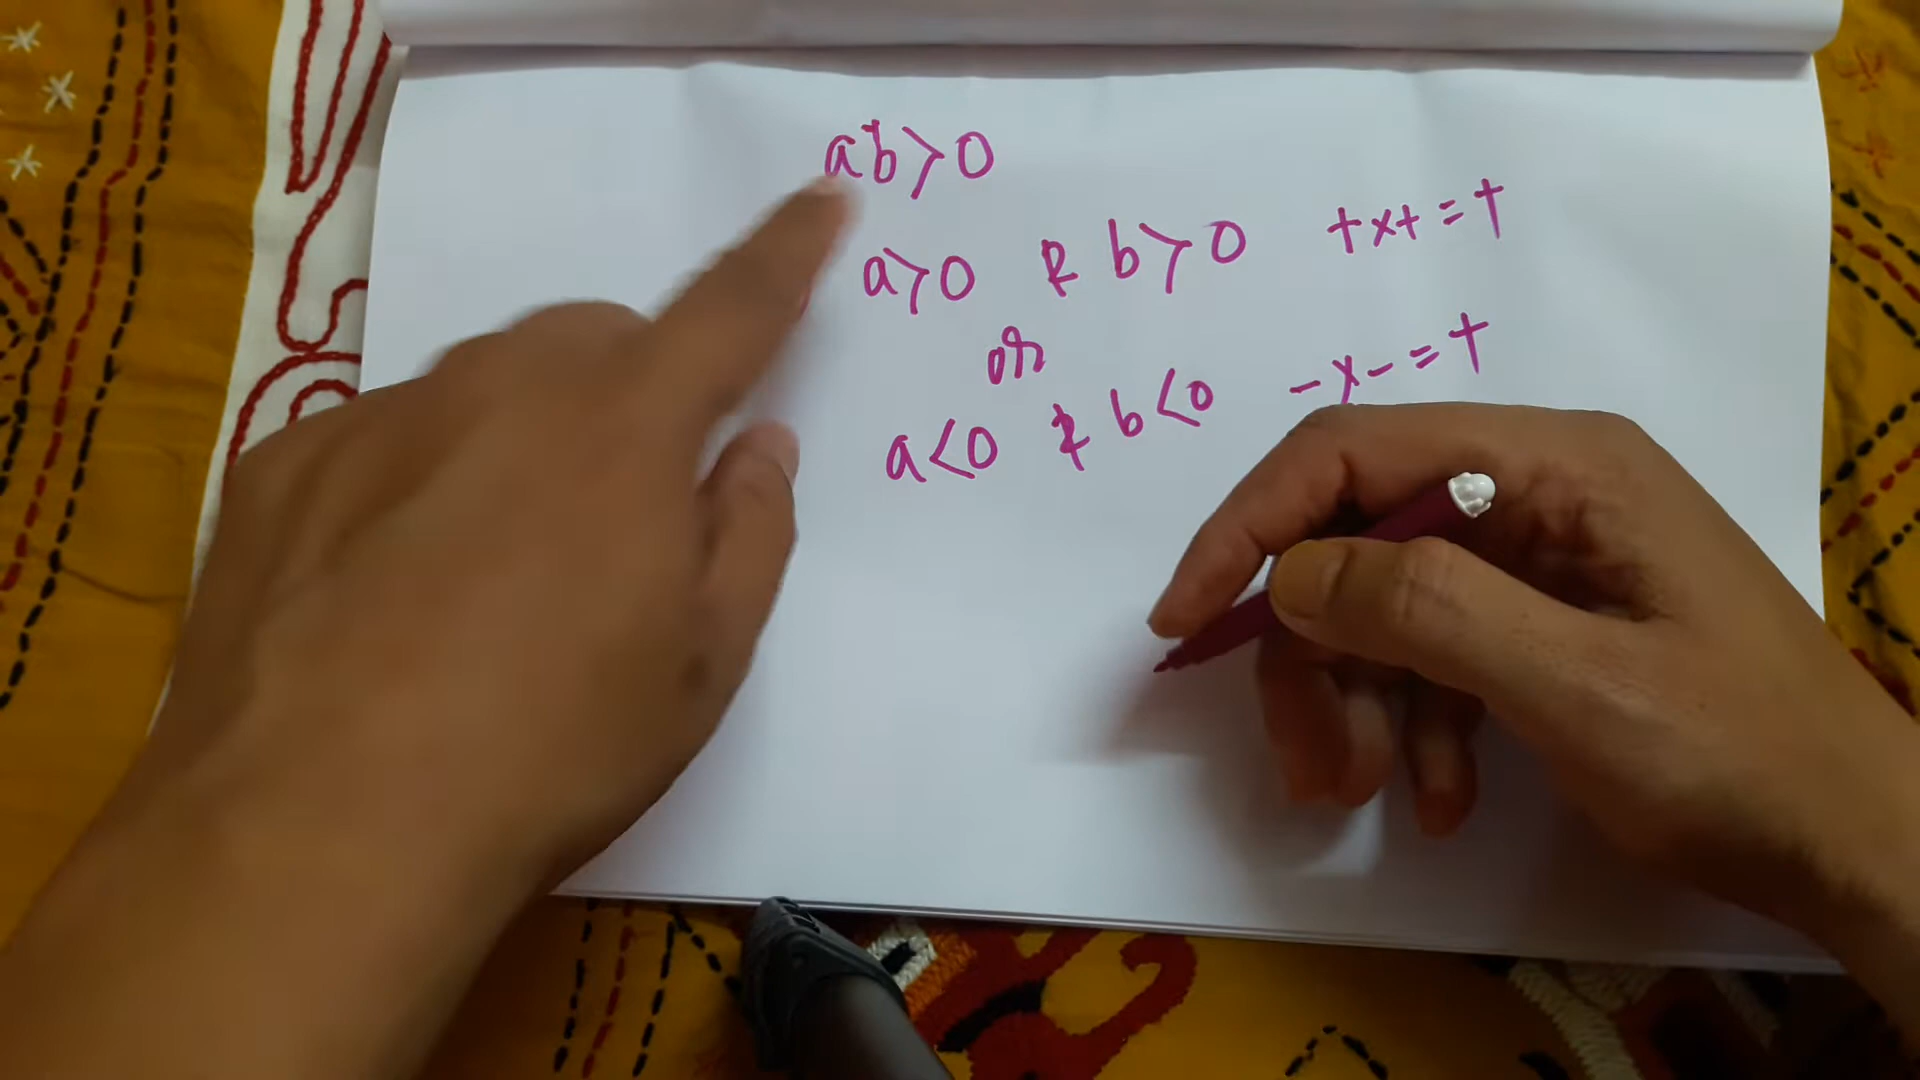 ab>0
a>0 & b>0 +x+=+
or
a<0 & b<0 -x-=+